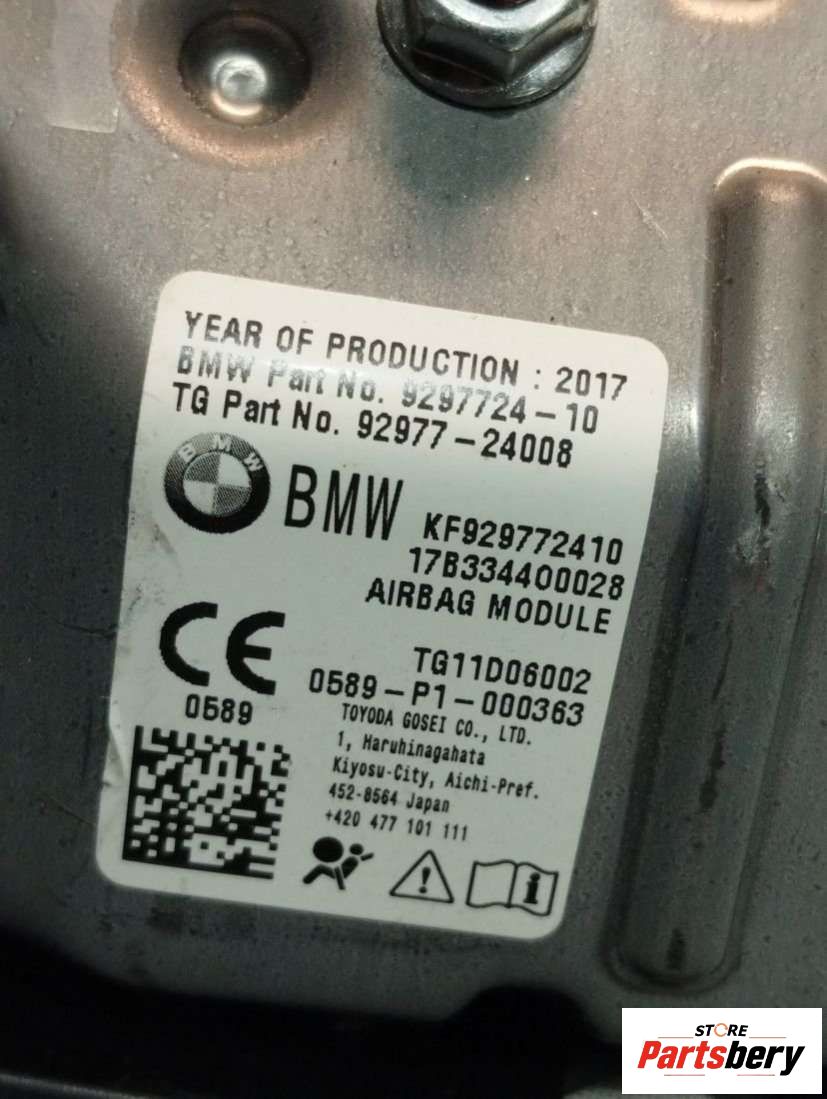 YEAR OF PRODUCTION : 2017
BMW Part No. 9297724-10
TG Part No. 92977-24008
BMW
BMW KF929772410
17B334400028
AIRBAG MODULE
CE TG11D06002
0589 0589-P1-000363
TOYODA GOSEI CO., LTD.
1, Haruhinagahata
Kiyosu-City, Aichi-Pref.
452-8564 Japan
+420 477 101 111
STORE
Partsbery